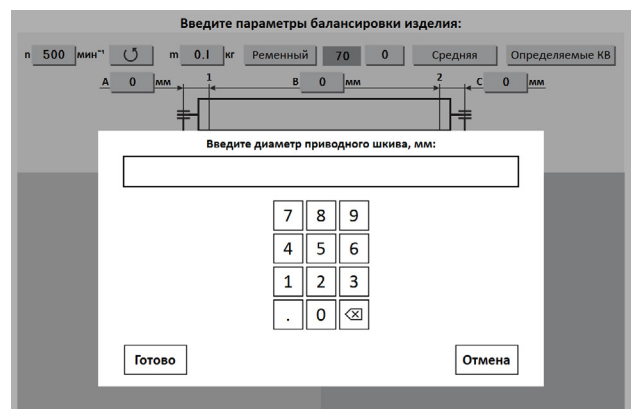 Введите параметры балансировки изделия:
n 500 мин⁻¹ m 0.1 кг Ременный 70 0 Средняя Определяемые КВ
A 0 мм 1 B 0 мм 2 C 0 мм
Введите диаметр приводного шкива, мм:
7 8 9
4 5 6
1 2 3
. 0
Готово Отмена